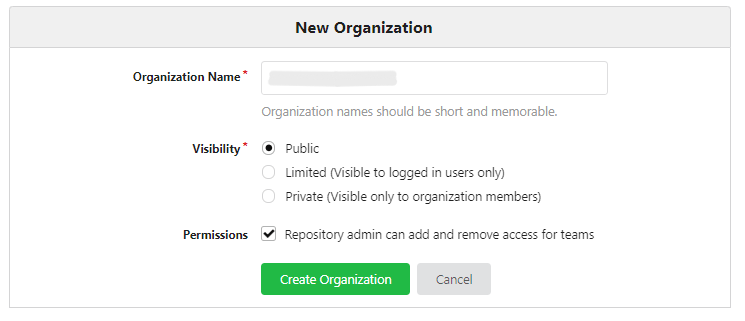 New Organization
Organization Name *
Organization names should be short and memorable.
Visibility *
Public
Limited (Visible to logged in users only)
Private (Visible only to organization members)
Permissions
Repository admin can add and remove access for teams
Create Organization
Cancel